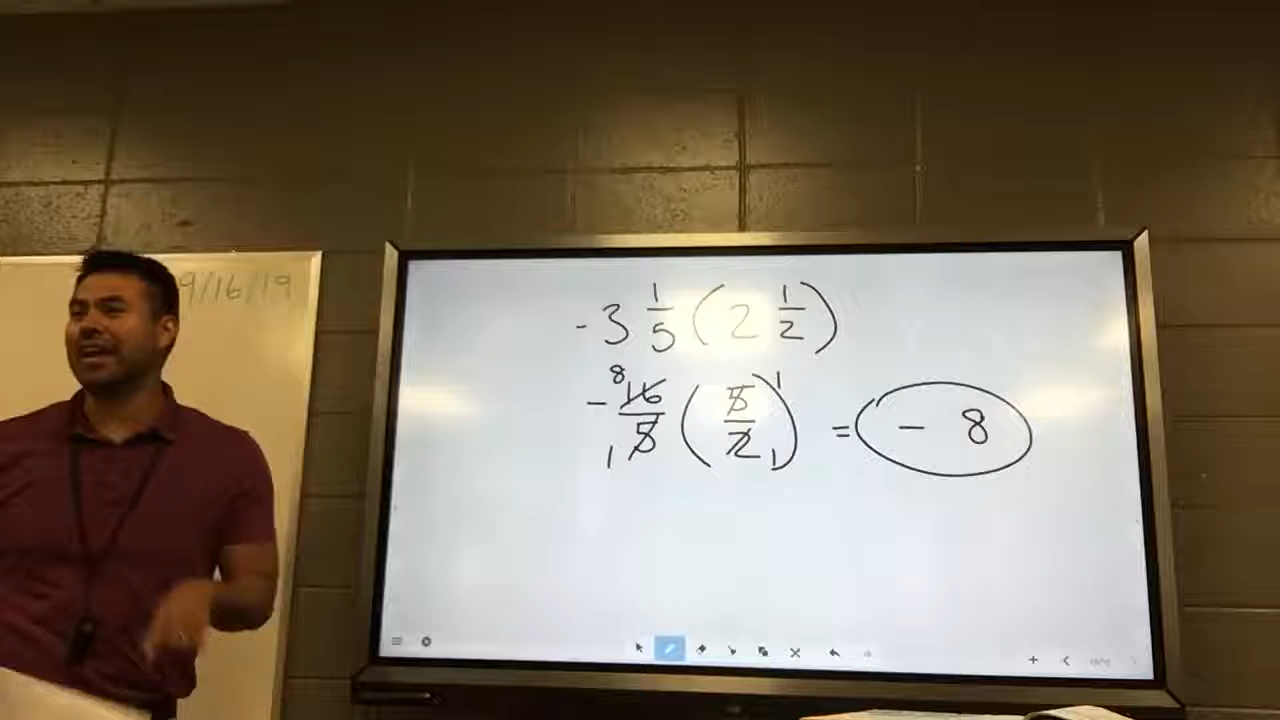 9/16/19
-3 1/5 (2 1/2)
8 1
- 16/5 (5/2) = - 8
1 1